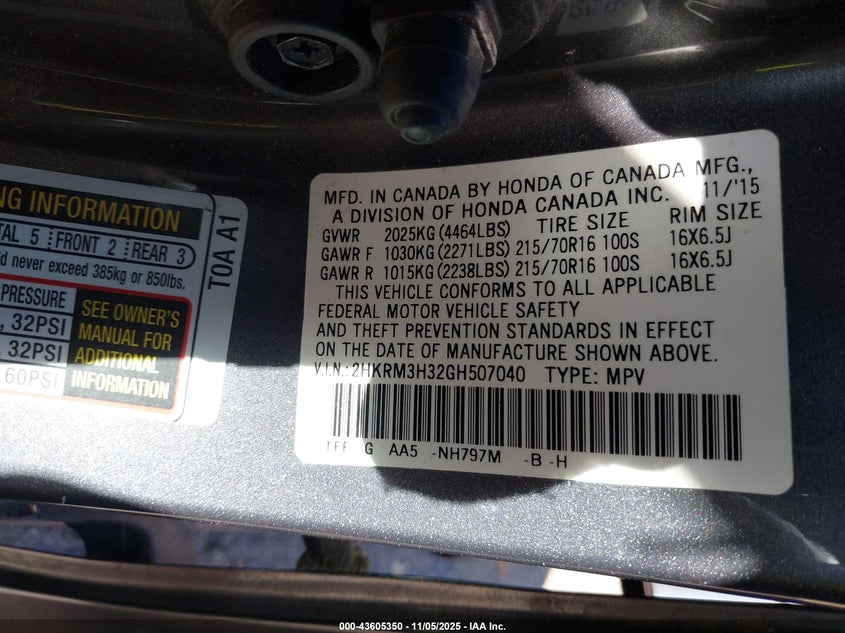 NG INFORMATION
TAL 5 FRONT 2 REAR 3
ld never exceed 385kg or 850lbs.
PRESSURE
, 32PSI
, 32PSI
60PSI
SEE OWNER'S
MANUAL FOR
ADDITIONAL
INFORMATION
T0A A1
MFD. IN CANADA BY HONDA OF CANADA MFG.,
A DIVISION OF HONDA CANADA INC. 11/'15
GVWR 2025KG (4464LBS) TIRE SIZE RIM SIZE
GAWR F 1030KG (2271LBS) 215/70R16 100S 16X6.5J
GAWR R 1015KG (2238LBS) 215/70R16 100S 16X6.5J
THIS VEHICLE CONFORMS TO ALL APPLICABLE
FEDERAL MOTOR VEHICLE SAFETY
AND THEFT PREVENTION STANDARDS IN EFFECT
ON THE DATE OF MANUFACTURE SHOWN ABOVE.
V.I.N.: 2HKRM3H32GH507040 TYPE: MPV
G AA5 -NH797M -B -H
000-43605350 - 11/05/2025 - IAA Inc.